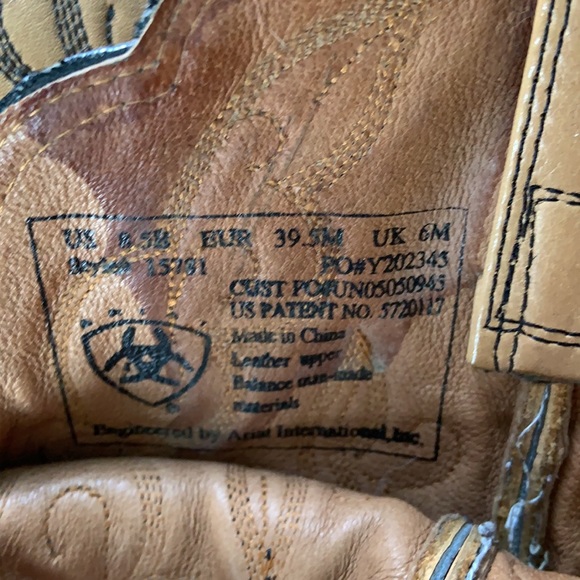 US 8.5B EUR 39.5M UK 6M
Style# 15781 PO#Y202343
CUST PO#UN05050943
US PATENT NO. 5720117
Made in China
Leather upper
Balance man-made
materials
Engineered by Ariat International, Inc.